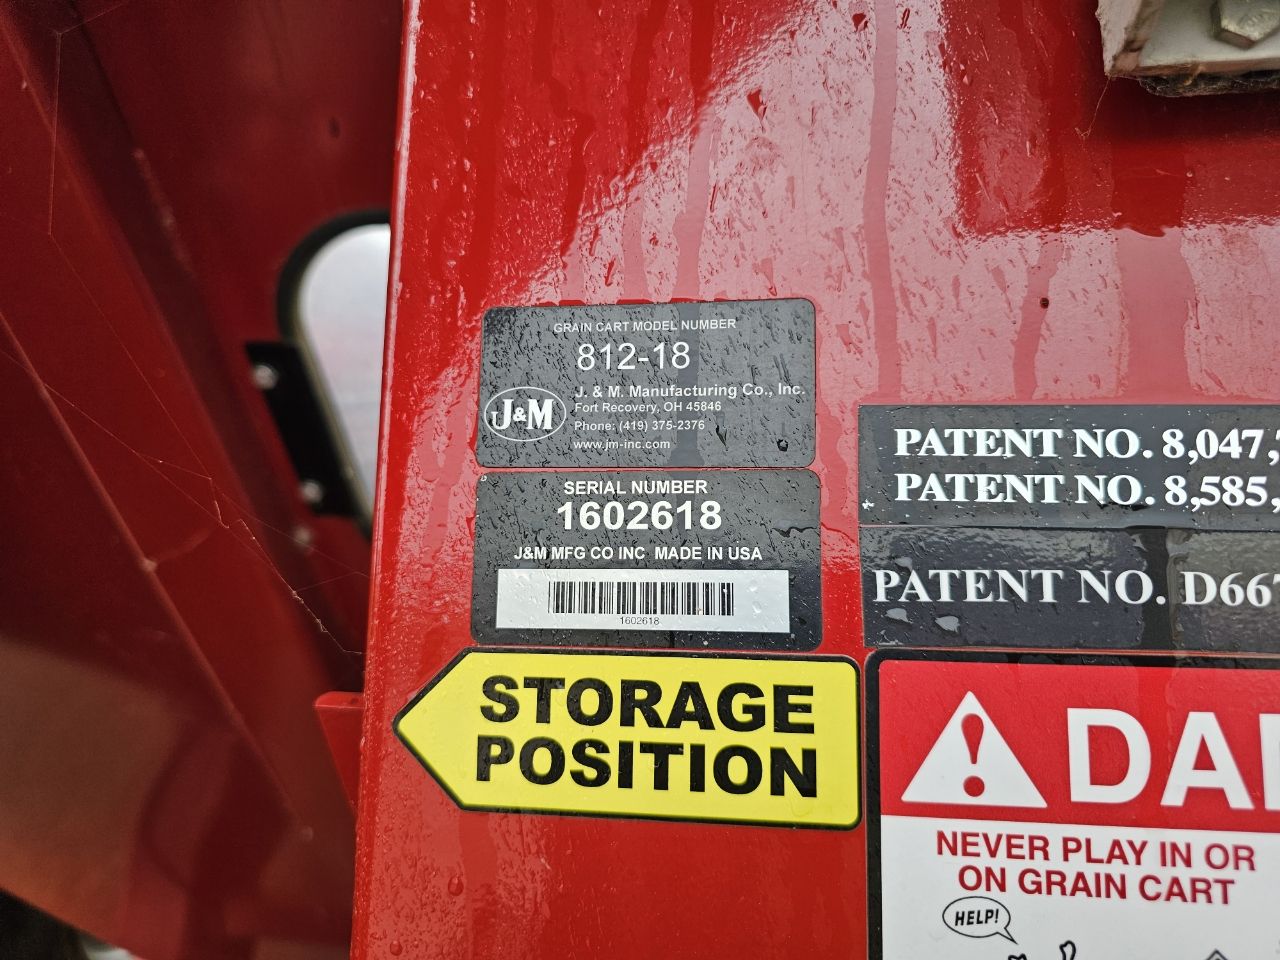 GRAIN CART MODEL NUMBER
812-18
J&M
J. & M. Manufacturing Co., Inc.
Fort Recovery, OH 45846
Phone: (419) 375-2376
www.jm-inc.com
SERIAL NUMBER
1602618
J&M MFG CO INC MADE IN USA
1602618
STORAGE
POSITION
PATENT NO. 8,047,
PATENT NO. 8,585,
PATENT NO. D667
DA
NEVER PLAY IN OR
ON GRAIN CART
HELP!